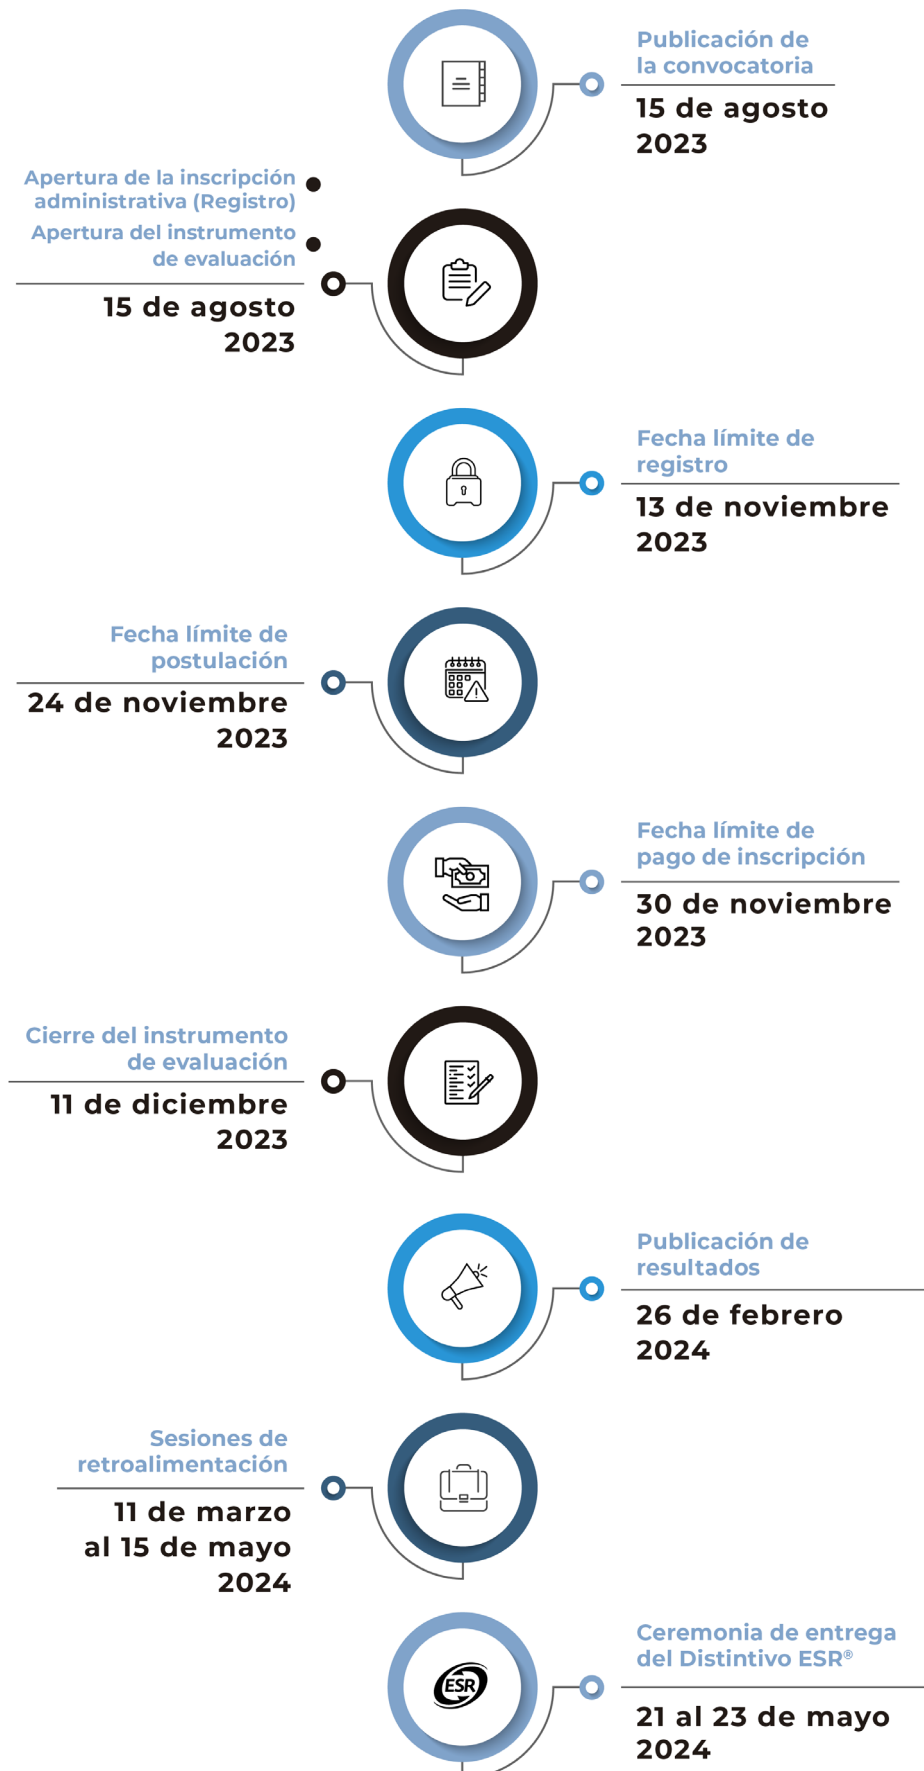 Publicación de
la convocatoria
15 de agosto
2023
Apertura de la inscripción
administrativa (Registro)
Apertura del instrumento
de evaluación
15 de agosto
2023
Fecha límite de
registro
13 de noviembre
2023
Fecha límite de
postulación
24 de noviembre
2023
Fecha límite de
pago de inscripción
30 de noviembre
2023
Cierre del instrumento
de evaluación
11 de diciembre
2023
Publicación de
resultados
26 de febrero
2024
Sesiones de
retroalimentación
11 de marzo
al 15 de mayo
2024
Ceremonia de entrega
del Distintivo ESR®
ESR
21 al 23 de mayo
2024